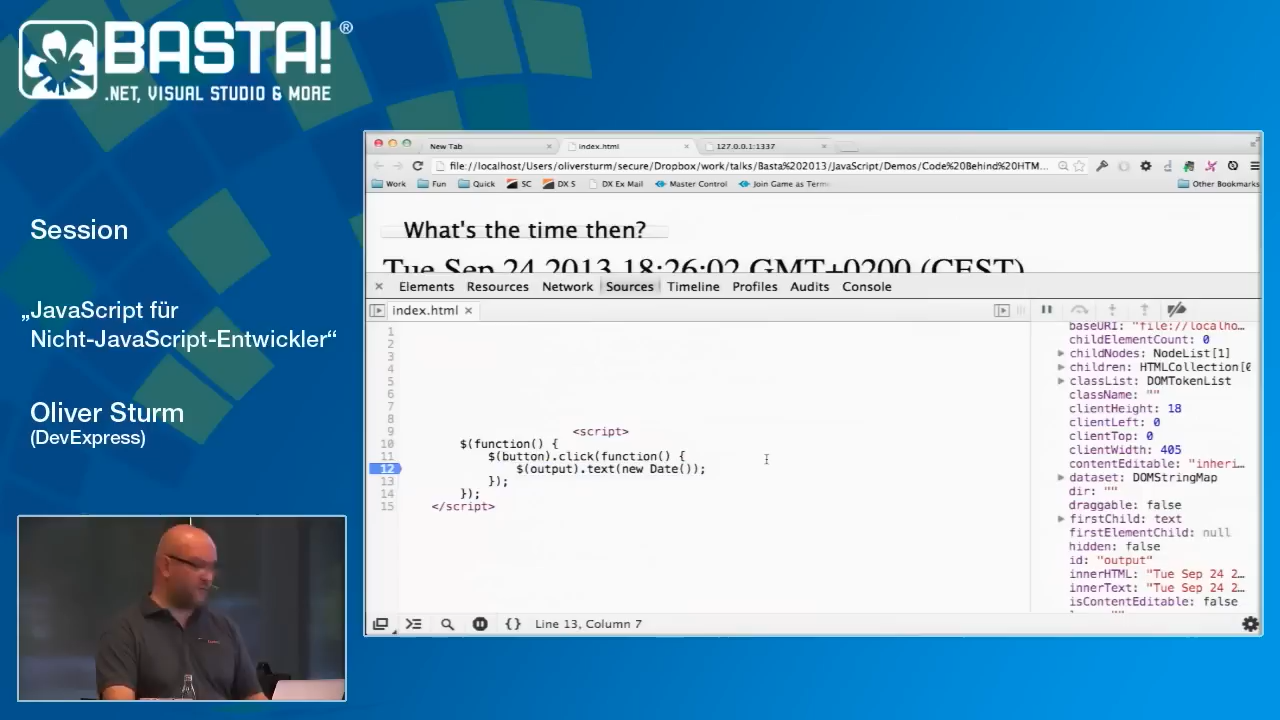 BASTA!®
.NET, VISUAL STUDIO & MORE
Session
„JavaScript für
Nicht-JavaScript-Entwickler“
Oliver Sturm
(DevExpress)
New Tab
index.html
127.0.0.1:1337
file://localhost/Users/oliversturm/secure/Dropbox/work/talks/Basta%202013/JavaScript/Demos/Code%20Behind%20HTM...
Work Fun Quick SC DX 5 DX Ex Mail Master Control Join Game as Other Bookmarks
What's the time then?
Tue Sep 24 2013 18:26:02 GMT+0200 (CEST)
× Elements Resources Network Sources Timeline Profiles Audits Console
index.html ×
1
2
3
4
5
6
7
8
9 <script>
10 $(function() {
11 $(button).click(function() {
12 $(output).text(new Date());
13 });
14 });
15 </script>
baseURI: "file://localho…
childElementCount: 0
childNodes: NodeList[1]
children: HTMLCollection[0
classList: DOMTokenList
className: ""
clientHeight: 18
clientLeft: 0
clientTop: 0
clientWidth: 405
contentEditable: "inheri…
dataset: DOMStringMap
dir: ""
draggable: false
firstChild: text
firstElementChild: null
hidden: false
id: "output"
innerHTML: "Tue Sep 24 2…
innerText: "Tue Sep 24 2…
isContentEditable: false
{} Line 13, Column 7